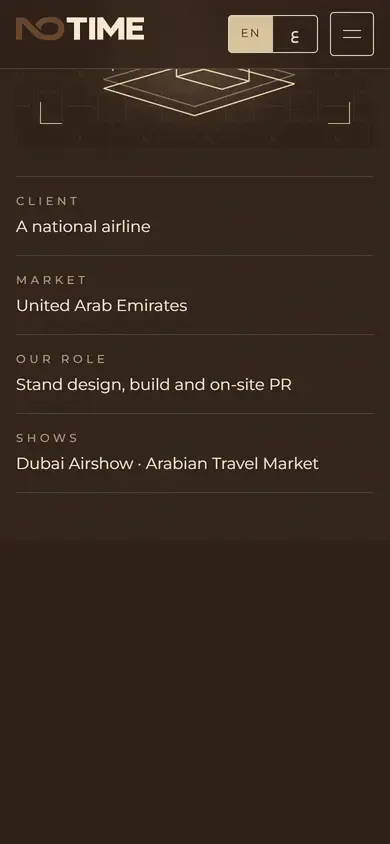 NOTIME
EN
ع
CLIENT
A national airline
MARKET
United Arab Emirates
OUR ROLE
Stand design, build and on-site PR
SHOWS
Dubai Airshow · Arabian Travel Market